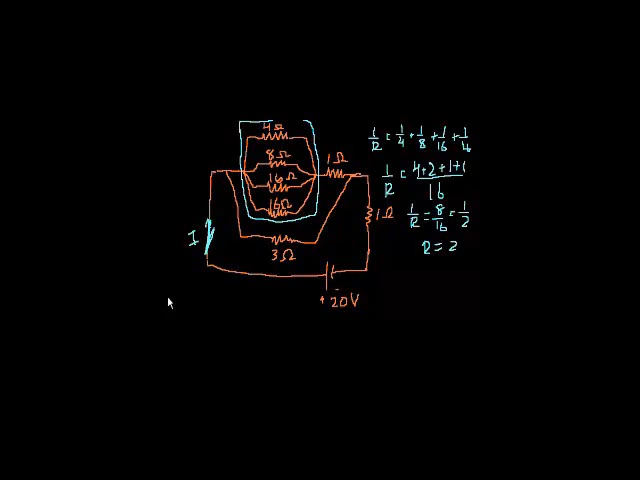 4Ω
8Ω
16Ω
16Ω
1Ω
3Ω
1Ω
I
+ - 20V
1/R = 1/4 + 1/8 + 1/16 + 1/4
1/R = 4+2+1+1/16
1/R = 8/16 = 1/2
R = 2